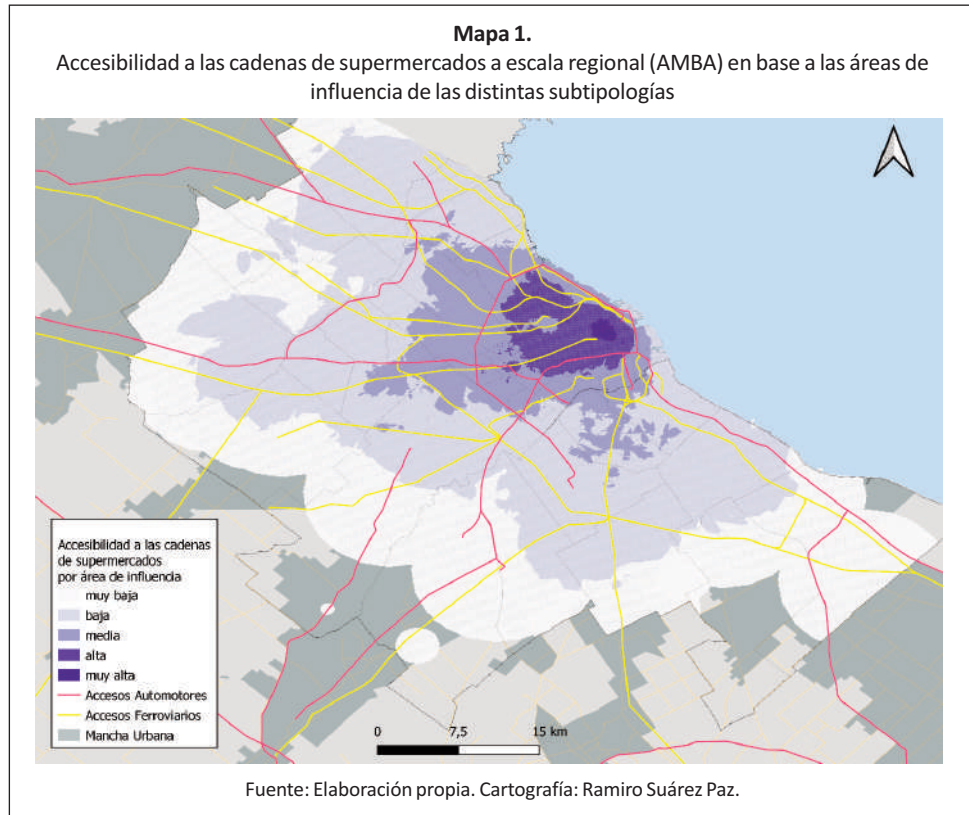 Mapa 1.
Accesibilidad a las cadenas de supermercados a escala regional (AMBA) en base a las áreas de
influencia de las distintas subtipologías
Accesibilidad a las cadenas
de supermercados
por área de influencia
muy baja
baja
media
alta
muy alta
Accesos Automotores
Accesos Ferroviarios
Mancha Urbana
0 7,5 15 km
Fuente: Elaboración propia. Cartografía: Ramiro Suárez Paz.